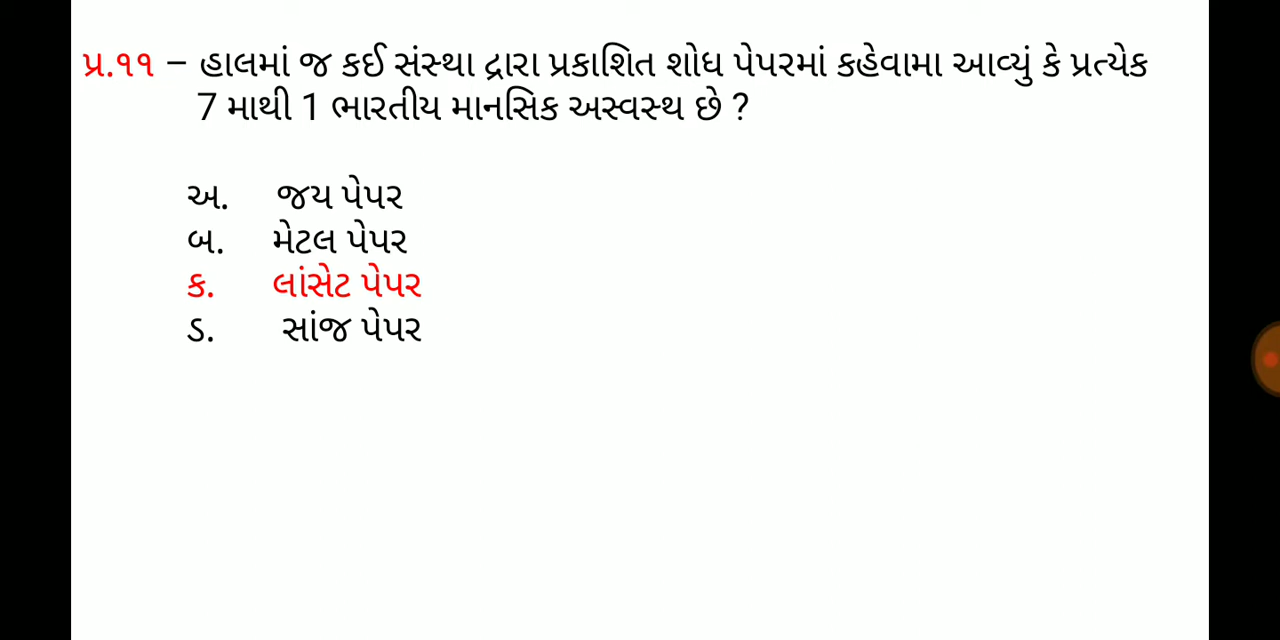 પ્ર.૧૧ – હાલમાં જ કઈ સંસ્થા દ્રારા પ્રકાશિત શોધ પેપરમાં કહેવામા આવ્યું કે પ્રત્યેક
7 માથી 1 ભારતીય માનસિક અસ્વસ્થ છે ?
અ. જય પેપર
બ. મેટલ પેપર
ક. લાંસેટ પેપર
ડ. સાંજ પેપર